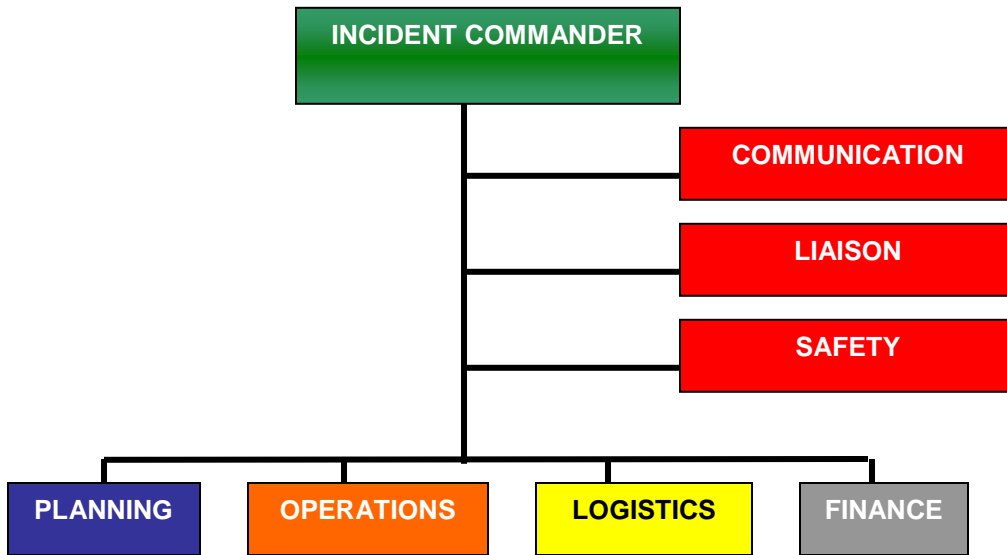 INCIDENT COMMANDER
COMMUNICATION
LIAISON
SAFETY
PLANNING
OPERATIONS
LOGISTICS
FINANCE